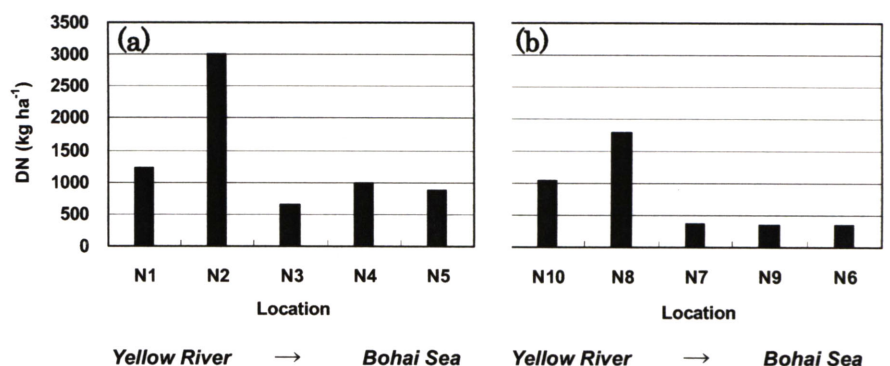 (a)
(b)
3500
3000
2500
2000
1500
1000
500
0
DN (kg ha⁻¹)
N1 N2 N3 N4 N5
N10 N8 N7 N9 N6
Location
Location
Yellow River → Bohai Sea
Yellow River → Bohai Sea